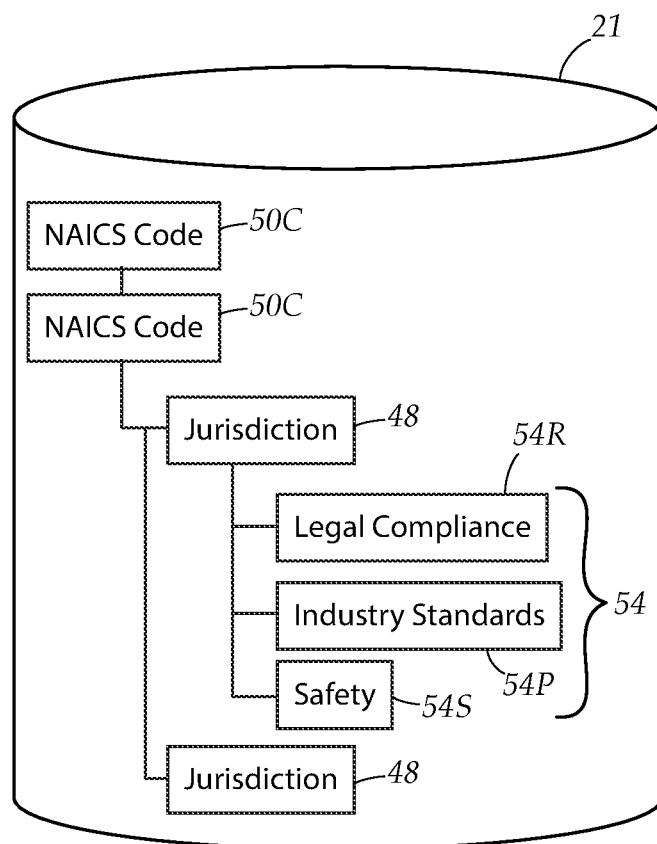 21
NAICS Code 50C
NAICS Code 50C
Jurisdiction 48
54R
Legal Compliance
54
Industry Standards
54P
Safety 54S
Jurisdiction 48